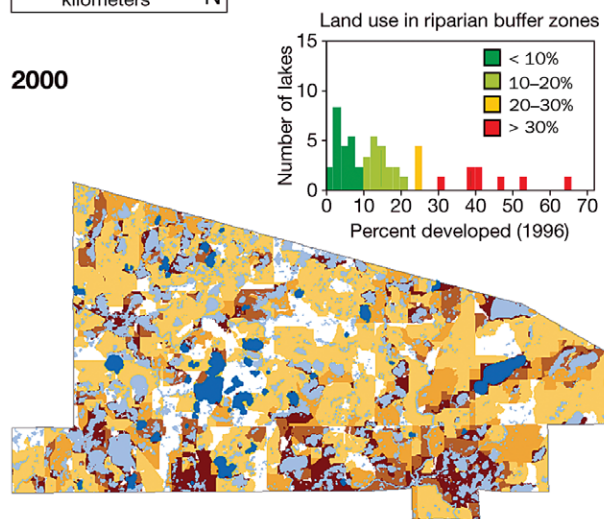 kilometers N
Land use in riparian buffer zones
2000
15
10
5
0
Number of lakes
< 10%
10–20%
20–30%
> 30%
0 10 20 30 40 50 60 70
Percent developed (1996)